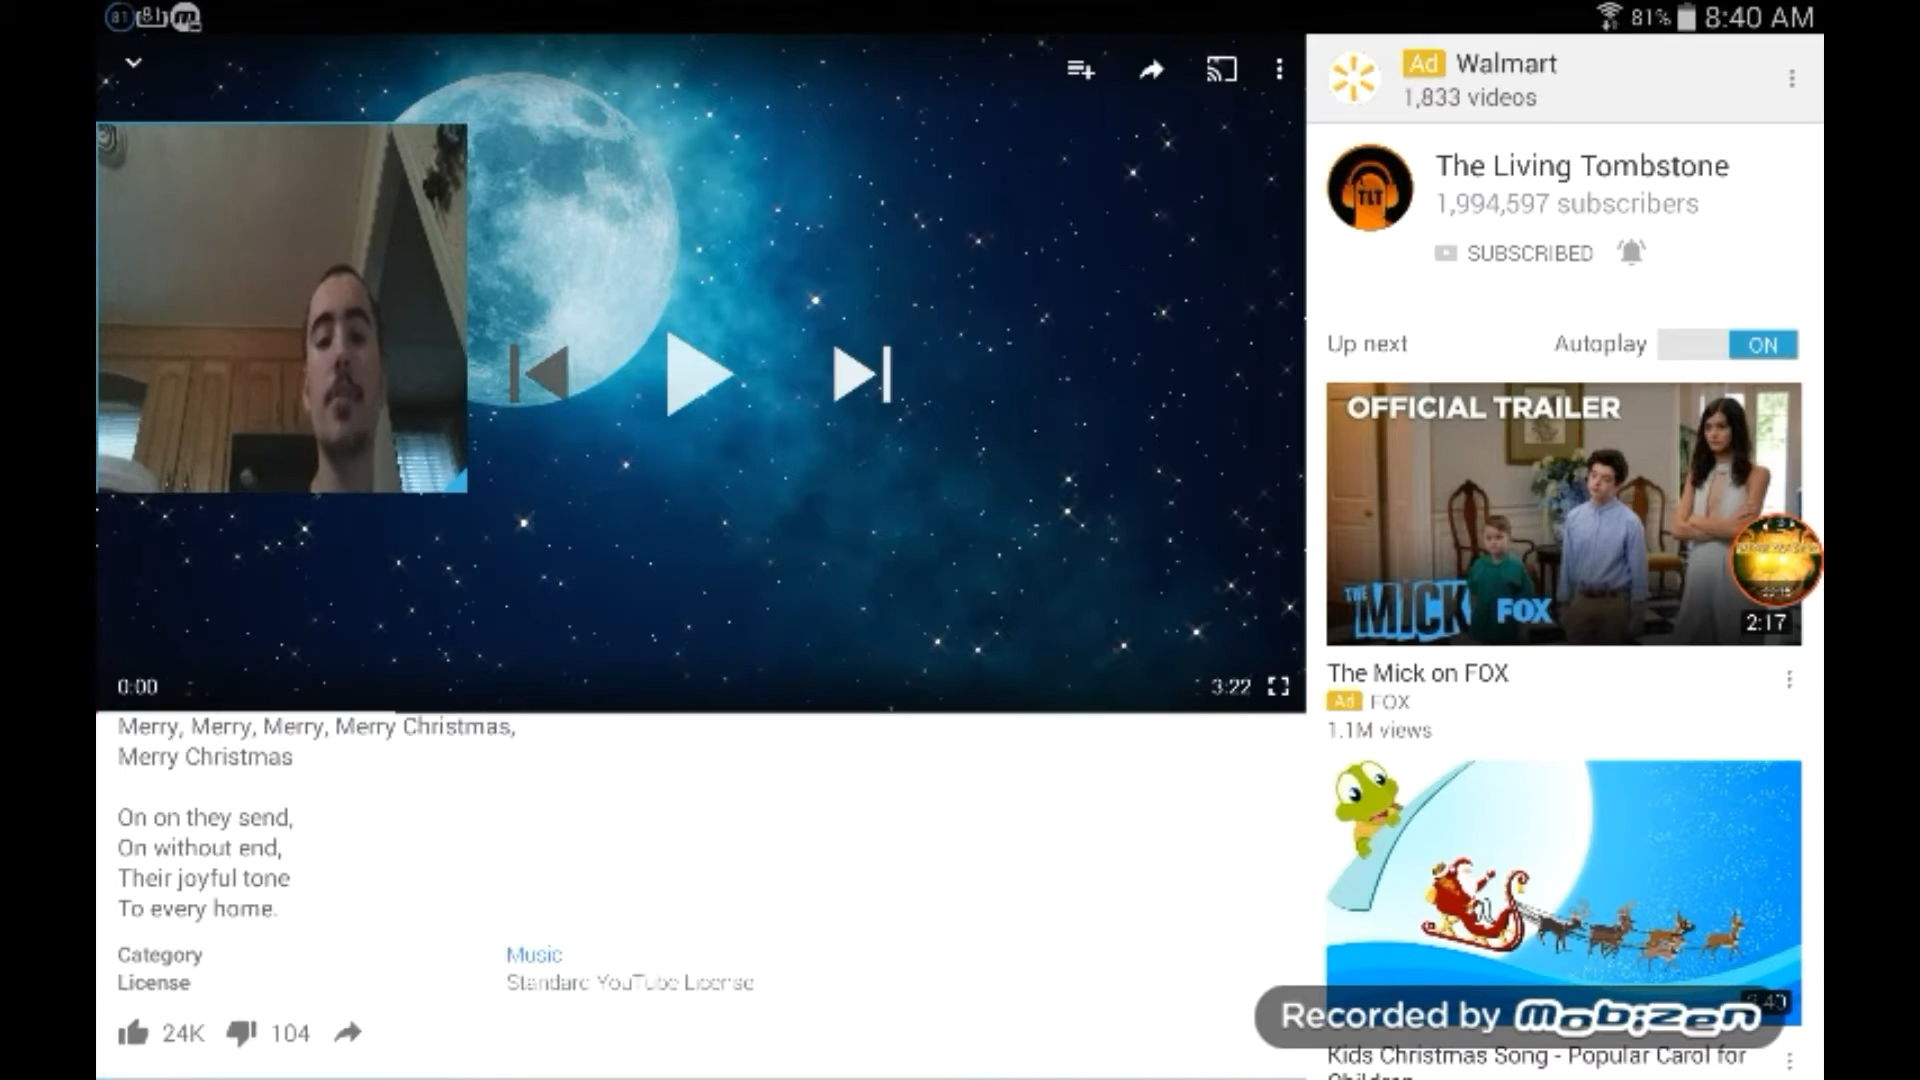 81
81% 8:40 AM
Ad Walmart
1,833 videos
TLT
The Living Tombstone
1,994,597 subscribers
SUBSCRIBED
Up next
Autoplay ON
OFFICIAL TRAILER
THE MICK FOX
2:17
The Mick on FOX
Ad FOX
1.1M views
0:00
3:22
Merry, Merry, Merry, Merry Christmas,
Merry Christmas
On on they send,
On without end,
Their joyful tone
To every home.
Category Music
License Standard YouTube License
24K 104
Recorded by Mobizen
Kids Christmas Song - Popular Carol for